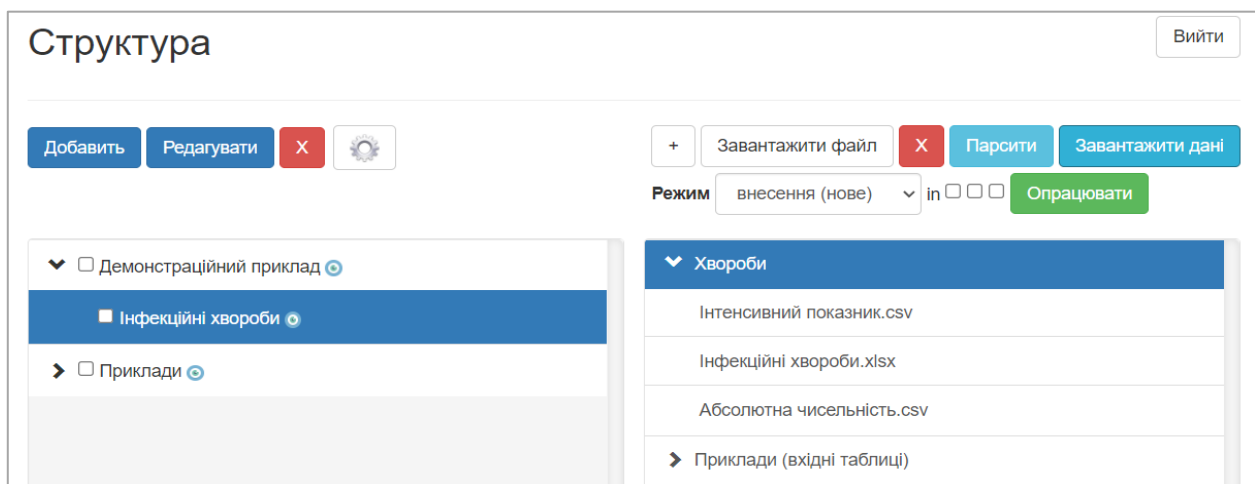 Структура
Вийти
Добавить Редагувати X
+ Завантажити файл X Парсити Завантажити дані
Режим внесення (нове) in Опрацювати
Демонстраційний приклад
Інфекційні хвороби
Приклади
Хвороби
Інтенсивний показник.csv
Інфекційні хвороби.xlsx
Абсолютна чисельність.csv
Приклади (вхідні таблиці)